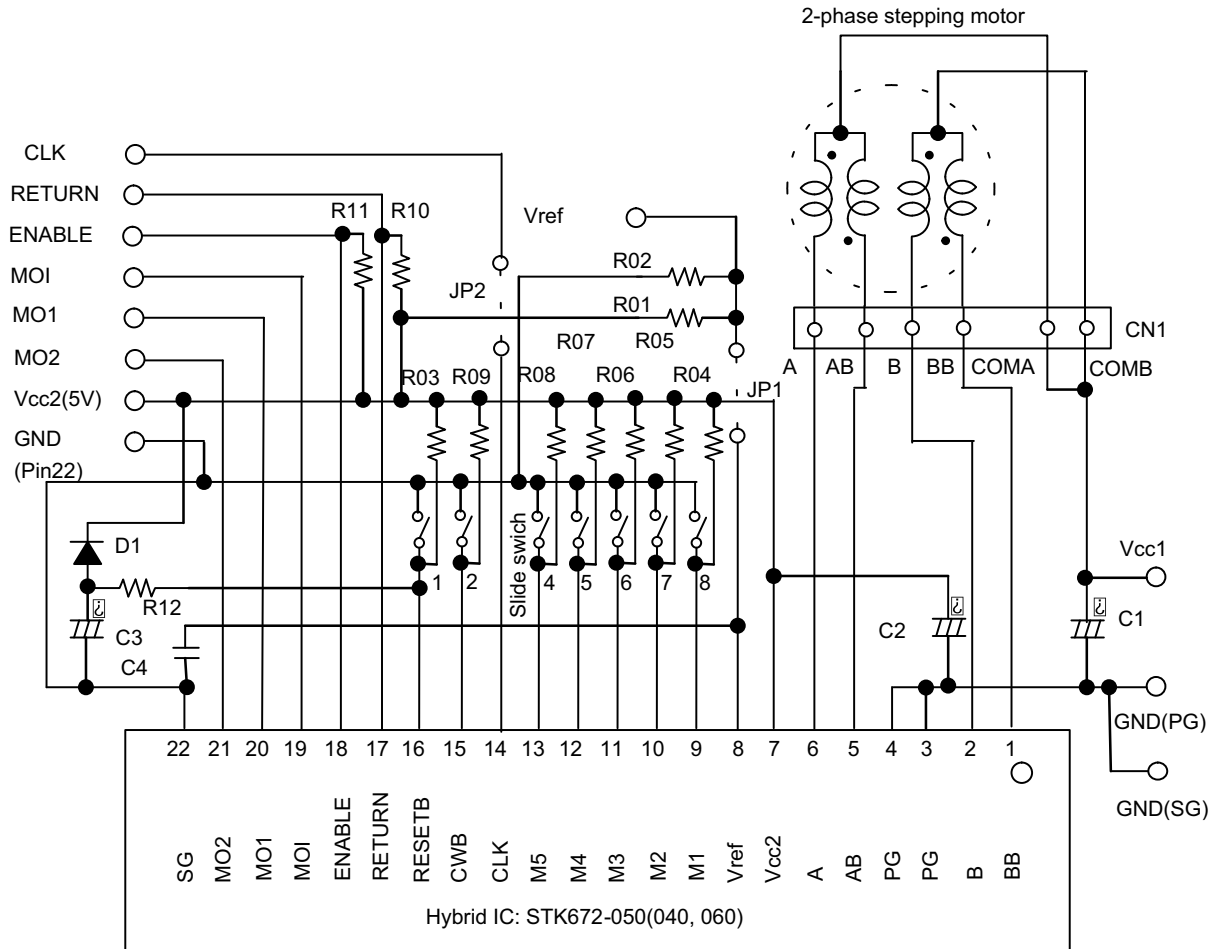 2-phase stepping motor
CLK
RETURN
R11
R10
Vref
ENABLE
R02
MOI
JP2
R01
MO1
CN1
R07
R05
MO2
A
AB
B
BB
COMA
COMB
R03
R09
R08
R06
R04
Vcc2(5V)
JP1
GND
(Pin22)
D1
Slide swich
Vcc1
1
2
4
5
6
7
8
R12
C3
C2
C1
C4
GND(PG)
22 21 20 19 18 17 16 15 14 13 12 11 10 9 8 7 6 5 4 3 2 1
GND(SG)
SG
MO2
MO1
MOI
ENABLE
RETURN
RESETB
CWB
CLK
M5
M4
M3
M2
M1
Vref
Vcc2
A
AB
PG
PG
B
BB
Hybrid IC: STK672-050(040, 060)